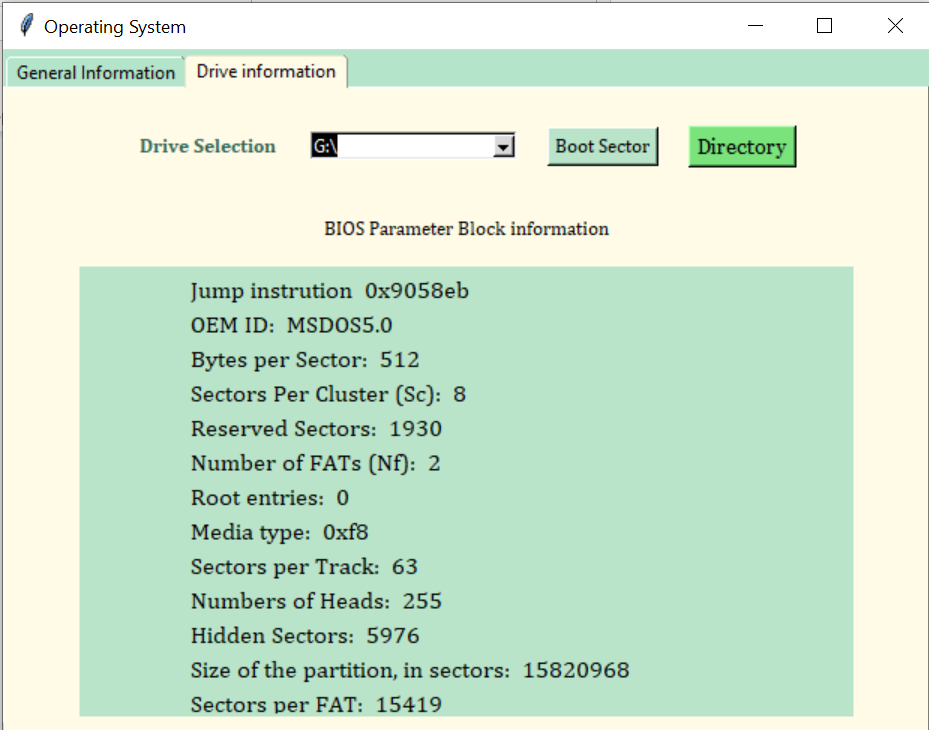 Operating System
General Information Drive information
Drive Selection G:\ Boot Sector Directory
BIOS Parameter Block information
Jump instrution 0x9058eb
OEM ID: MSDOS5.0
Bytes per Sector: 512
Sectors Per Cluster (Sc): 8
Reserved Sectors: 1930
Number of FATs (Nf): 2
Root entries: 0
Media type: 0xf8
Sectors per Track: 63
Numbers of Heads: 255
Hidden Sectors: 5976
Size of the partition, in sectors: 15820968
Sectors per FAT: 15419